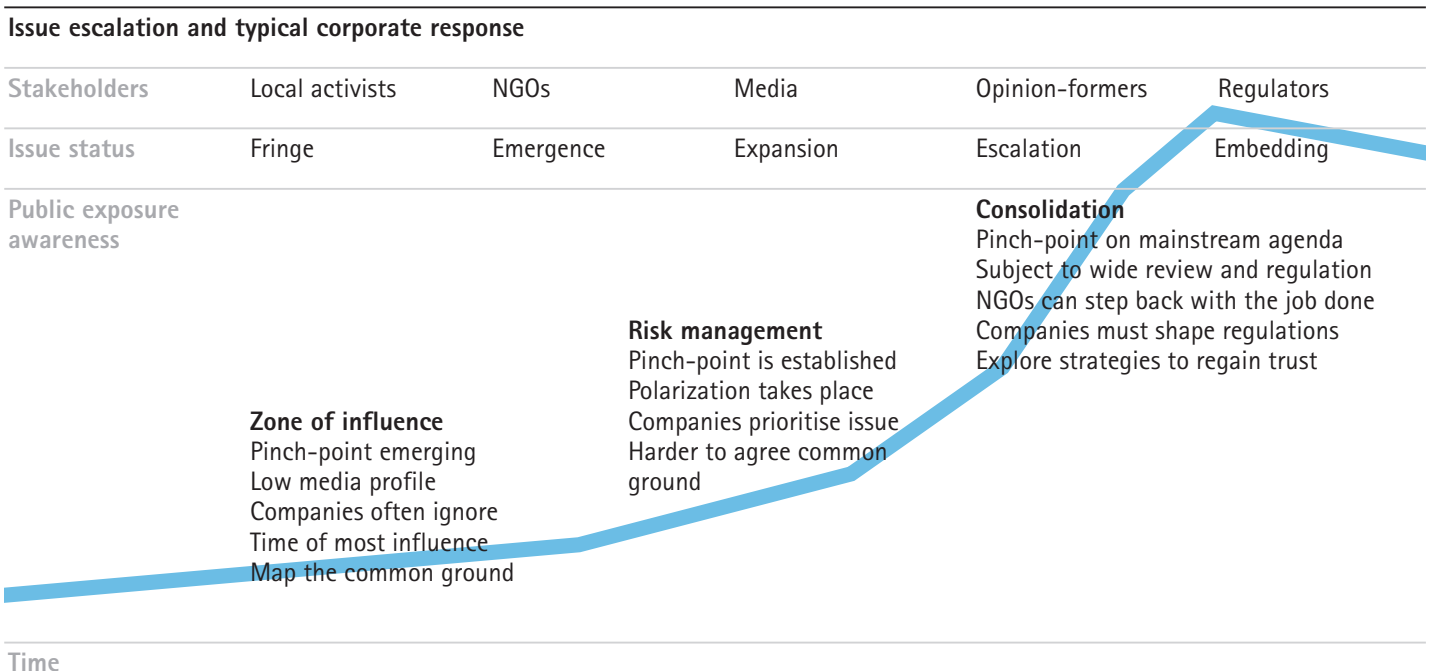 Issue escalation and typical corporate response
Stakeholders Local activists NGOs Media Opinion-formers Regulators
Issue status Fringe Emergence Expansion Escalation Embedding
Public exposure
awareness
Consolidation
Pinch-point on mainstream agenda
Subject to wide review and regulation
NGOs can step back with the job done
Companies must shape regulations
Explore strategies to regain trust
Risk management
Pinch-point is established
Polarization takes place
Companies prioritise issue
Harder to agree common
ground
Zone of influence
Pinch-point emerging
Low media profile
Companies often ignore
Time of most influence
Map the common ground
Time